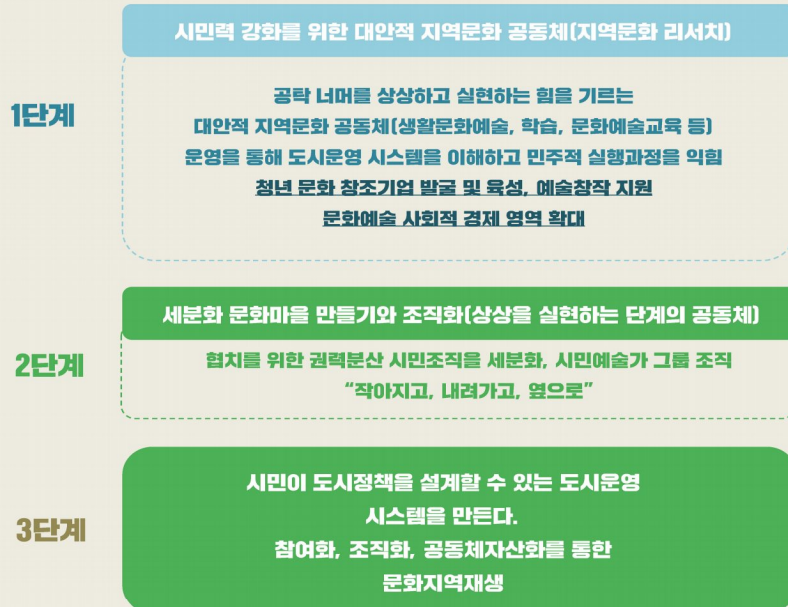 시민력 강화를 위한 대안적 지역문화 공동체(지역문화 리서치)
1단계
공탁 너머를 상상하고 실현하는 힘을 기르는
대안적 지역문화 공동체(생활문화예술, 학습, 문화예술교육 등)
운영을 통해 도시운영 시스템을 이해하고 민주적 실행과정을 익힘
청년 문화 창조기업 발굴 및 육성, 예술창작 지원
문화예술 사회적 경제 영역 확대
세분화 문화마을 만들기와 조직화(상상을 실현하는 단계의 공동체)
2단계
협치를 위한 권력분산 시민조직을 세분화, 시민예술가 그룹 조직
“작아지고, 내려가고, 옆으로”
3단계
시민이 도시정책을 설계할 수 있는 도시운영
시스템을 만든다.
참여화, 조직화, 공동체자산화를 통한
문화지역재생